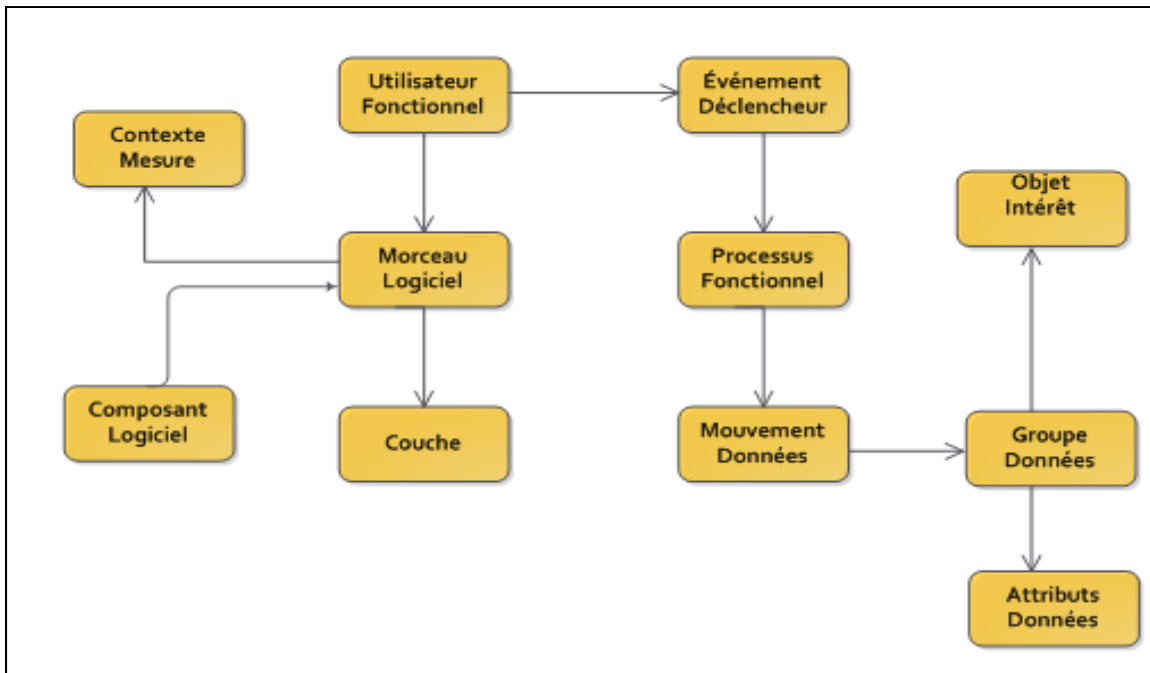 Utilisateur
Fonctionnel
Événement
Déclencheur
Contexte
Mesure
Objet
Intérêt
Morceau
Logiciel
Processus
Fonctionnel
Composant
Logiciel
Couche
Mouvement
Données
Groupe
Données
Attributs
Données